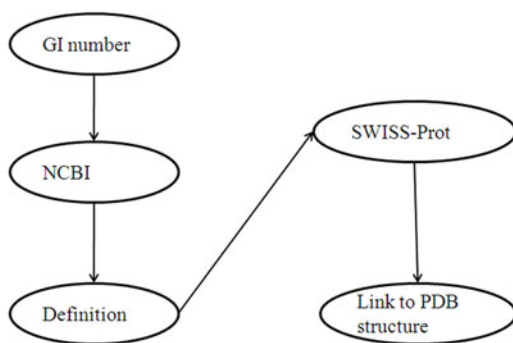 GI number
NCBI
Definition
SWISS-Prot
Link to PDB
structure